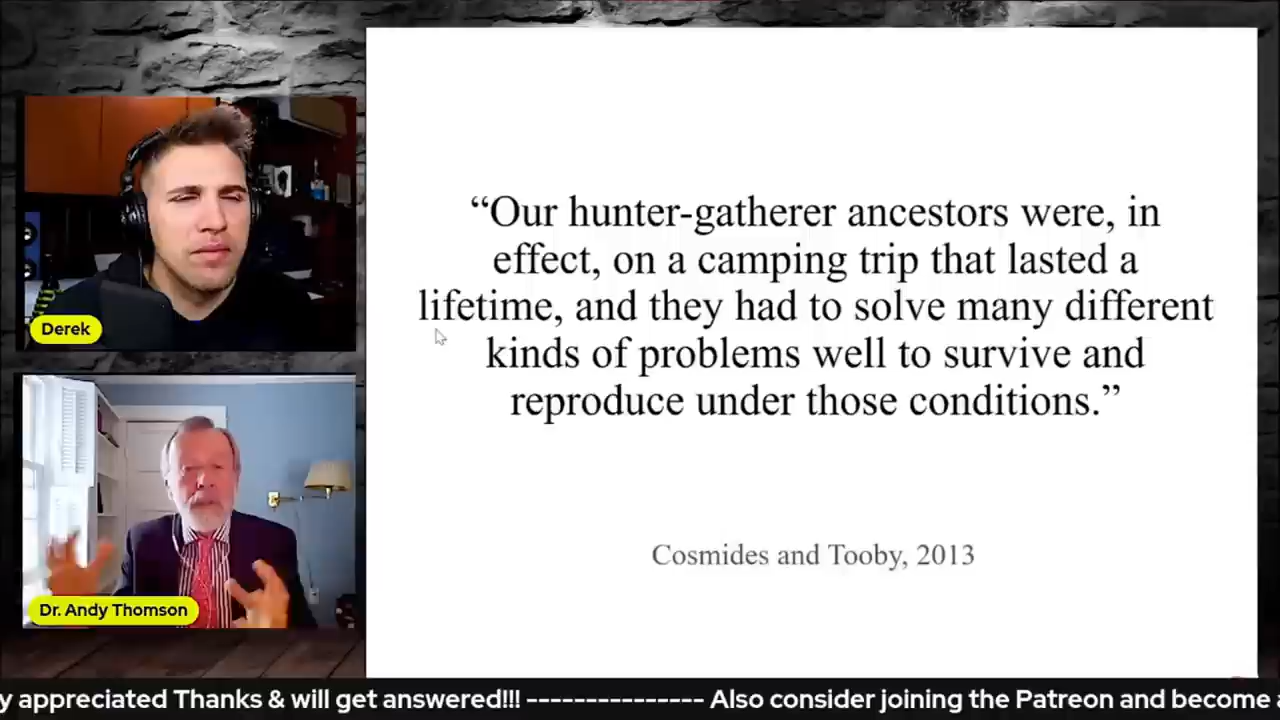 “Our hunter-gatherer ancestors were, in
effect, on a camping trip that lasted a
lifetime, and they had to solve many different
kinds of problems well to survive and
reproduce under those conditions.”
Cosmides and Tooby, 2013
Derek
Dr. Andy Thomson
y appreciated Thanks & will get answered!!! --------------- Also consider joining the Patreon and become